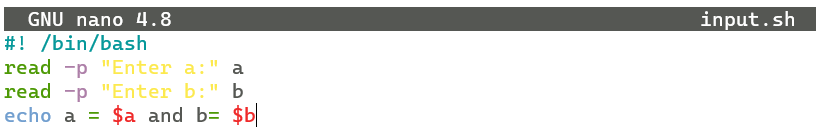 GNU nano 4.8 input.sh
#! /bin/bash
read -p "Enter a:" a
read -p "Enter b:" b
echo a = $a and b= $b